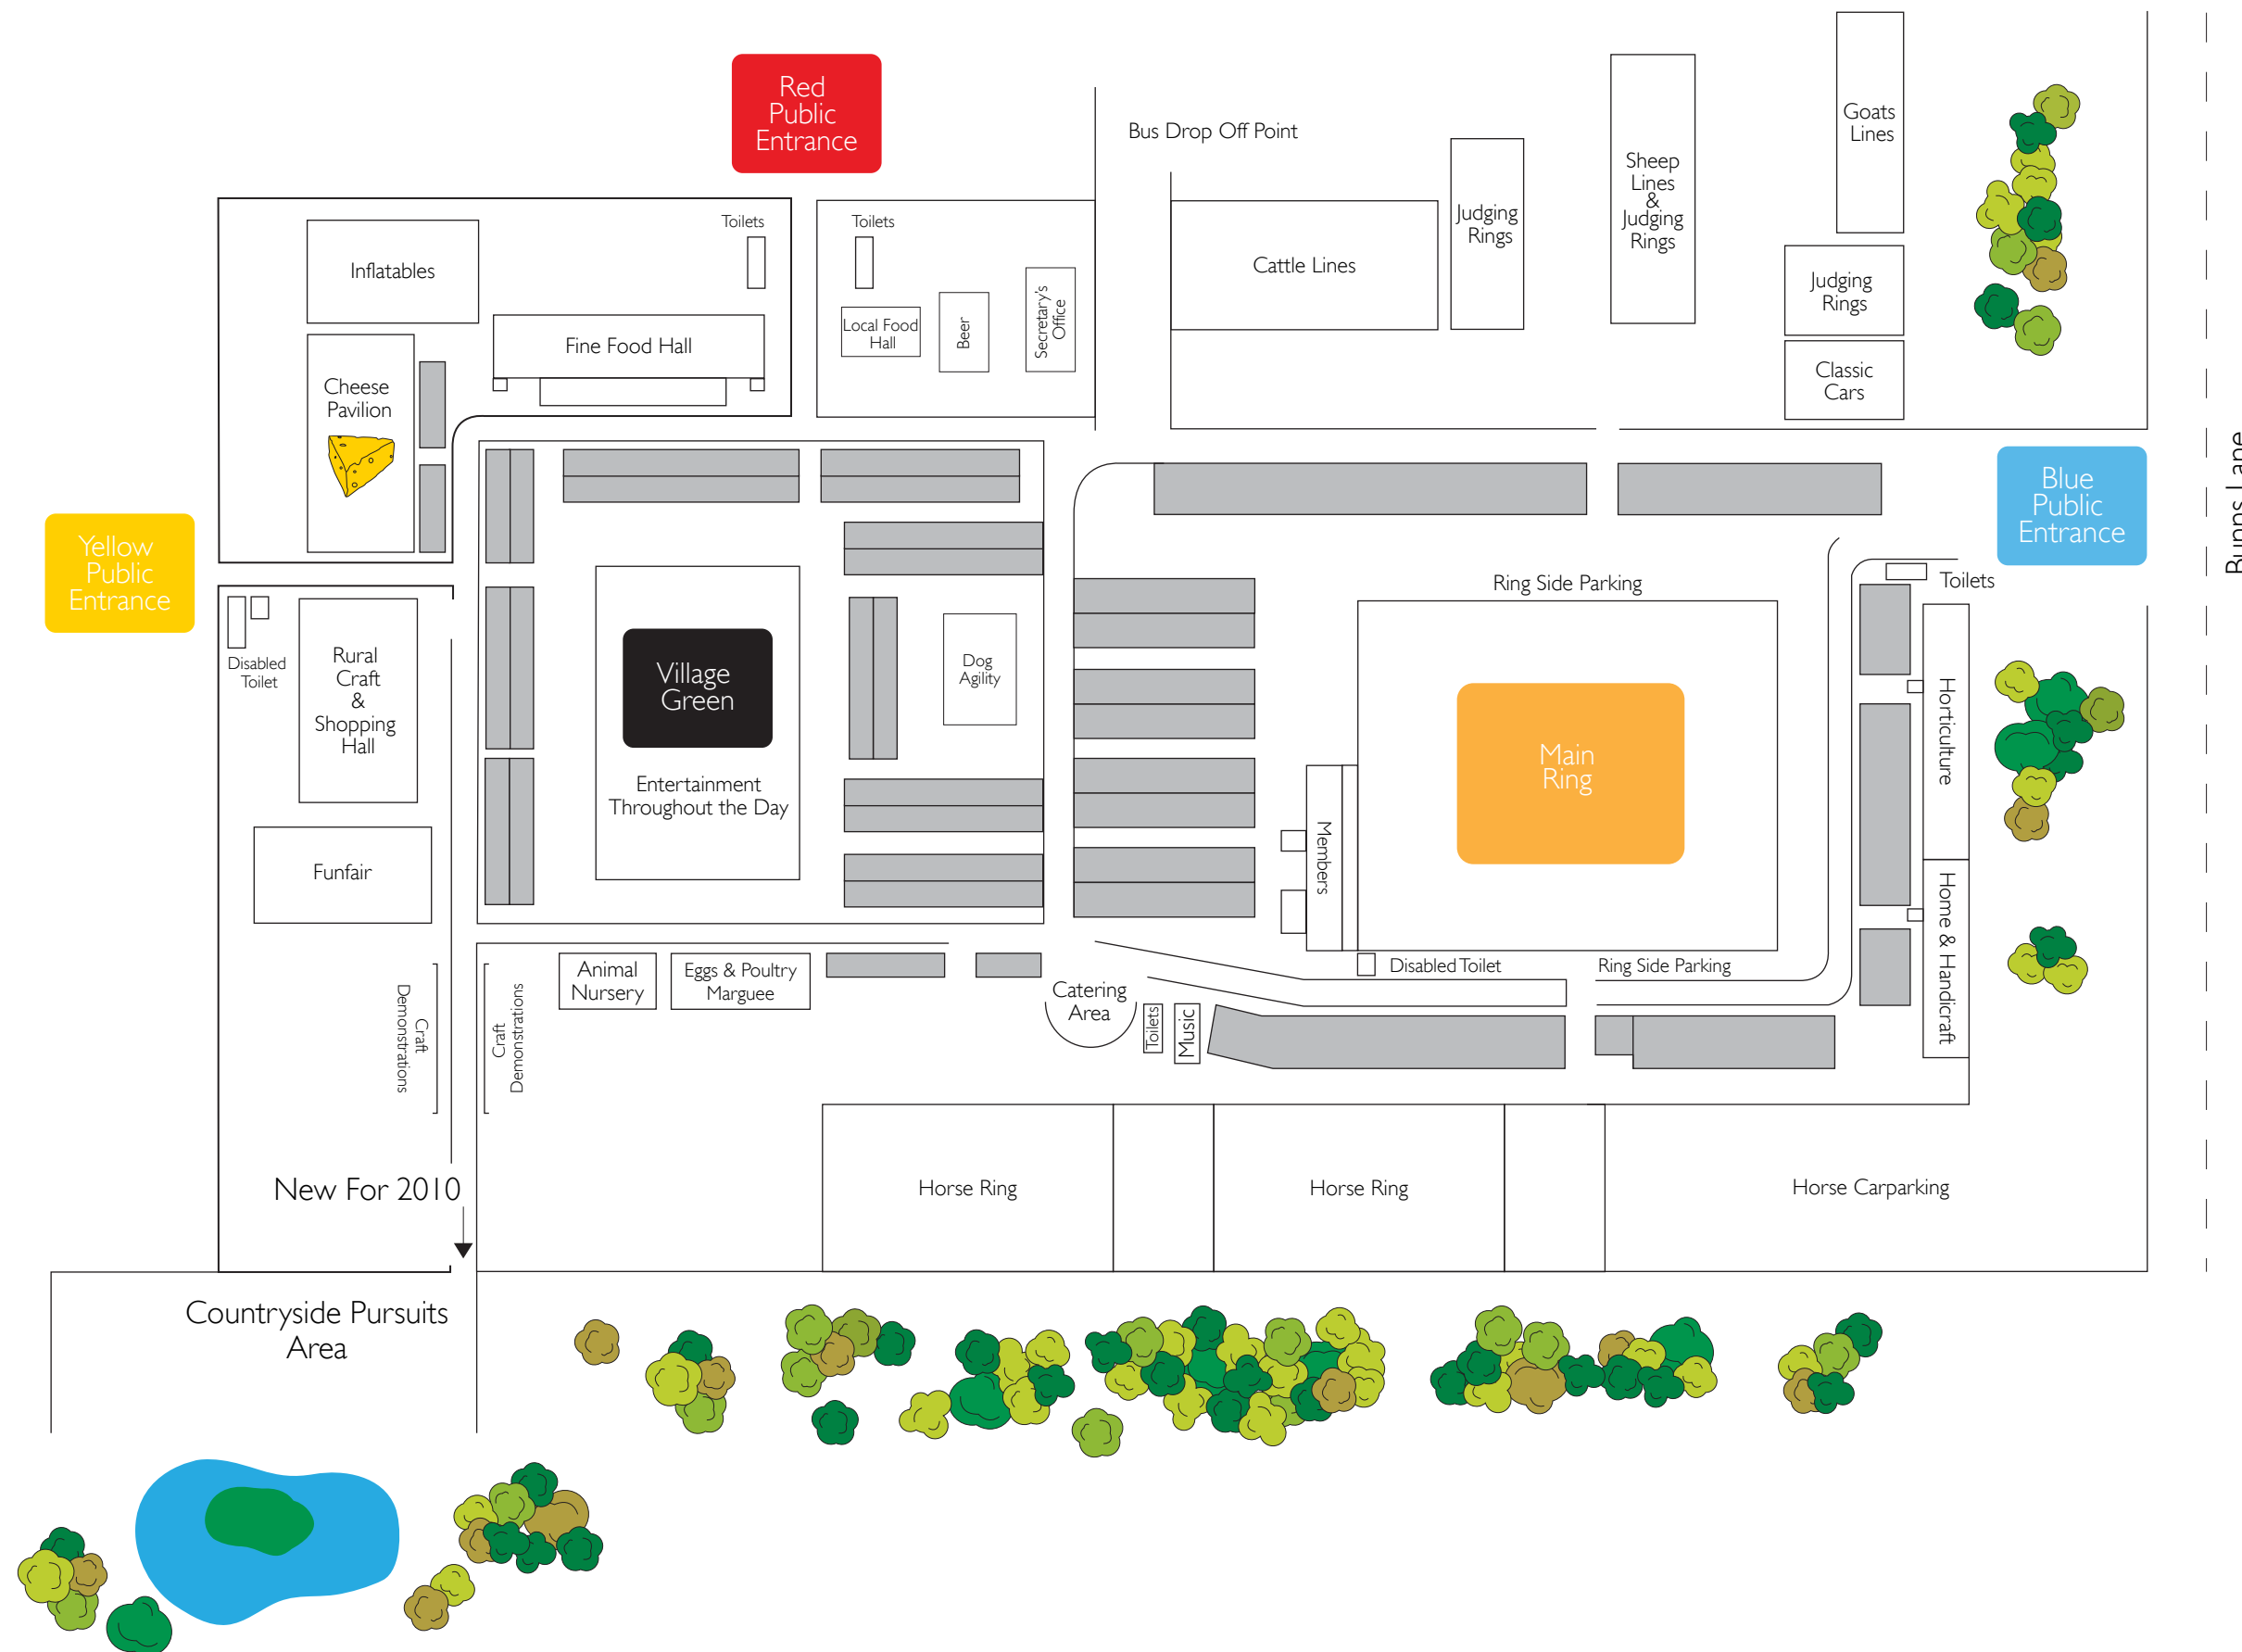 Red
Public
Entrance
Bus Drop Off Point
Goats
Lines
Sheep
Lines
&
Judging
Rings
Judging
Rings
Toilets
Toilets
Inflatables
Cattle Lines
Judging
Rings
Local Food
Hall
Beer
Secretary's
Office
Fine Food Hall
Cheese
Pavilion
Classic
Cars
Blue
Public
Entrance
Yellow
Public
Entrance
Ring Side Parking
Toilets
Disabled
Toilet
Rural
Craft
&
Shopping
Hall
Village
Green
Dog
Agility
Entertainment
Throughout the Day
Main
Ring
Horticulture
Members
Funfair
Home & Handicraft
Animal
Nursery
Eggs & Poultry
Marguee
Disabled Toilet
Ring Side Parking
Catering
Area
Toilets
Music
Craft
Demonstrations
Craft
Demonstrations
New For 2010
Horse Ring
Horse Ring
Horse Carparking
Countryside Pursuits
Area